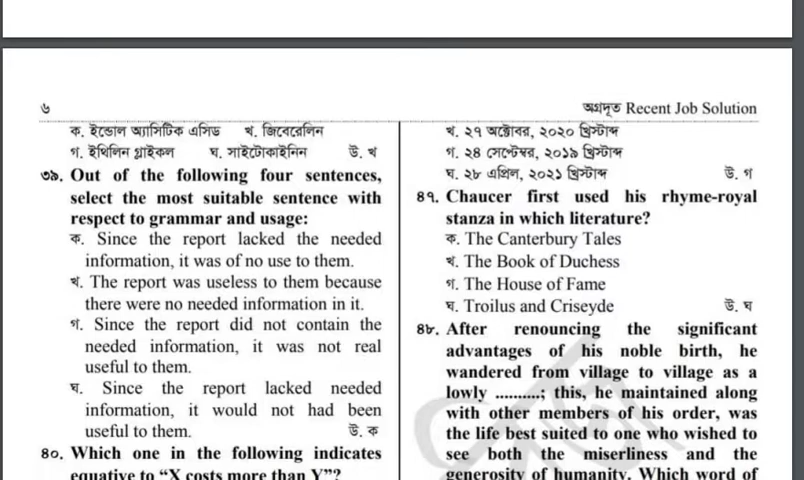 ৬
অগ্রদূত Recent Job Solution
ক. ইন্ডোল অ্যাসিটিক এসিড খ. জিবেরেলিন
গ. ইথিলিন গ্লাইকল ঘ. সাইটোকাইনিন উ. খ
৩৯. Out of the following four sentences,
select the most suitable sentence with
respect to grammar and usage:
ক. Since the report lacked the needed
information, it was of no use to them.
খ. The report was useless to them because
there were no needed information in it.
গ. Since the report did not contain the
needed information, it was not real
useful to them.
ঘ. Since the report lacked needed
information, it would not had been
useful to them. উ. ক
৪০. Which one in the following indicates
equative to “X costs more than Y”?
খ. ২৭ অক্টোবর, ২০২০ খ্রিস্টাব্দ
গ. ২৪ সেপ্টেম্বর, ২০১৯ খ্রিস্টাব্দ
ঘ. ২৮ এপ্রিল, ২০২১ খ্রিস্টাব্দ উ. গ
৪৭. Chaucer first used his rhyme-royal
stanza in which literature?
ক. The Canterbury Tales
খ. The Book of Duchess
গ. The House of Fame
ঘ. Troilus and Criseyde উ. ঘ
৪৮. After renouncing the significant
advantages of his noble birth, he
wandered from village to village as a
lowly ..........; this, he maintained along
with other members of his order, was
the life best suited to one who wished to
see both the miserliness and the
generosity of humanity. Which word of